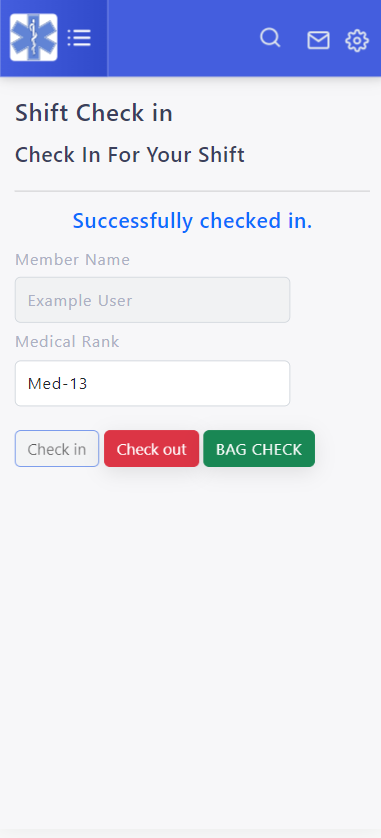 Shift Check in
Check In For Your Shift
Successfully checked in.
Member Name
Example User
Medical Rank
Med-13
Check in Check out BAG CHECK